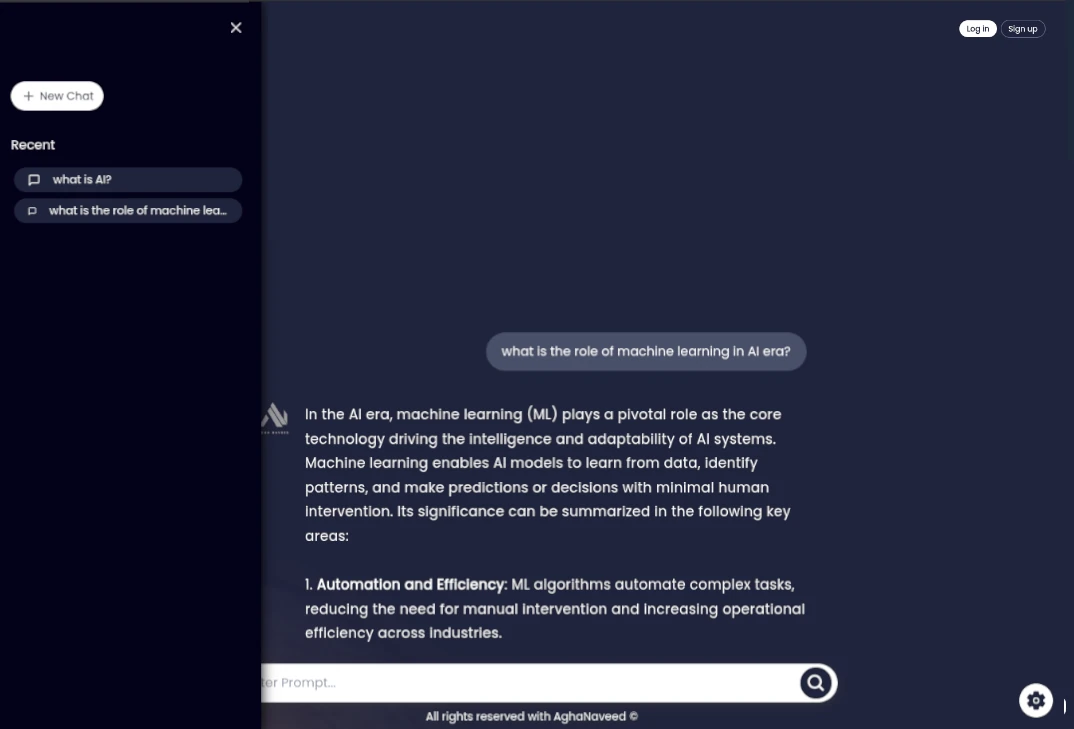 Log in
Sign up
+ New Chat
Recent
what is AI?
what is the role of machine lea...
what is the role of machine learning in AI era?
In the AI era, machine learning (ML) plays a pivotal role as the core
technology driving the intelligence and adaptability of AI systems.
Machine learning enables AI models to learn from data, identify
patterns, and make predictions or decisions with minimal human
intervention. Its significance can be summarized in the following key
areas:
1. Automation and Efficiency: ML algorithms automate complex tasks,
reducing the need for manual intervention and increasing operational
efficiency across industries.
ter Prompt...
All rights reserved with AghaNaveed ©